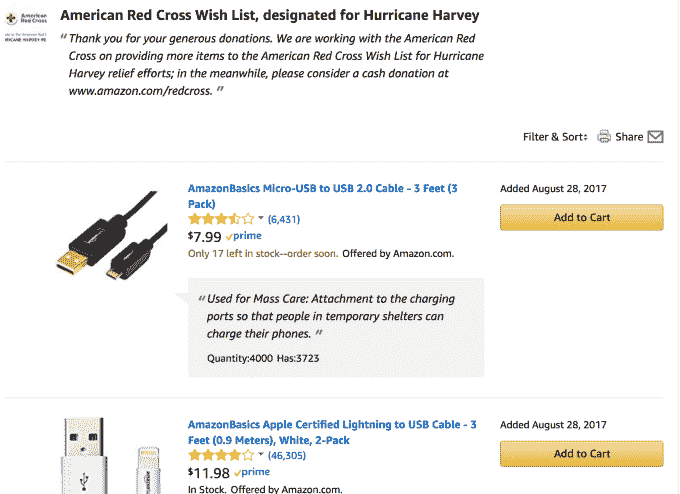 American Red Cross Wish List, designated for Hurricane Harvey
American
Red Cross
“ Thank you for your generous donations. We are working with the American Red
Cross on providing more items to the American Red Cross Wish List for Hurricane
Harvey relief efforts; in the meanwhile, please consider a cash donation at
www.amazon.com/redcross. ”
Filter & Sort Share
AmazonBasics Micro-USB to USB 2.0 Cable - 3 Feet (3
Pack)
(6,431)
$7.99 prime
Only 17 left in stock--order soon. Offered by Amazon.com.
Added August 28, 2017
Add to Cart
“ Used for Mass Care: Attachment to the charging
ports so that people in temporary shelters can
charge their phones. ”
Quantity:4000 Has:3723
AmazonBasics Apple Certified Lightning to USB Cable - 3
Feet (0.9 Meters), White, 2-Pack
(46,305)
$11.98 prime
In Stock. Offered by Amazon.com.
Added August 28, 2017
Add to Cart